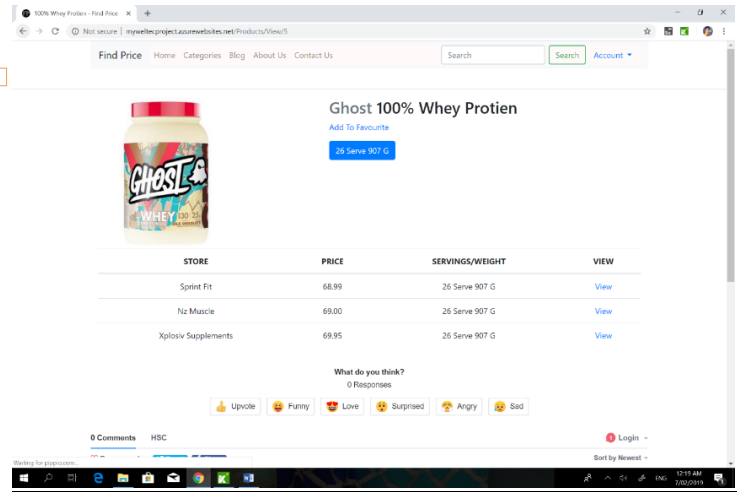 100% Whey Protien - Find Price
Not secure | myweltecproject.azurewebsites.net/Products/View/5
Find Price Home Categories Blog About Us Contact Us Search Search Account
Ghost 100% Whey Protien
Add To Favourite
26 Serve 907 G
GHOST
WHEY 130 25
STORE PRICE SERVINGS/WEIGHT VIEW
Sprint Fit 68.99 26 Serve 907 G View
Nz Muscle 69.00 26 Serve 907 G View
Xplosiv Supplements 69.95 26 Serve 907 G View
What do you think?
0 Responses
Upvote Funny Love Surprised Angry Sad
0 Comments HSC Login
Sort by Newest
Waiting for pippio.com...
ENG 12:19 AM
7/02/2019